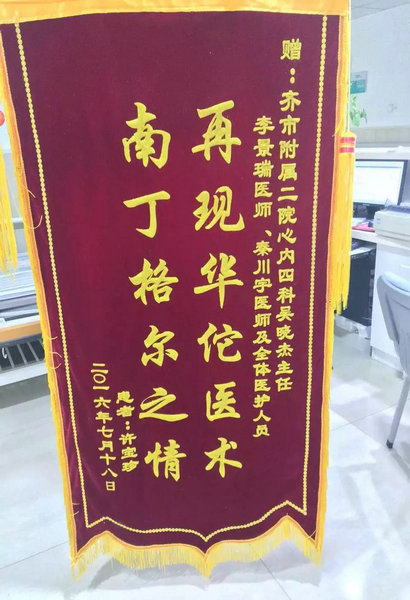 赠：齐市附属二院心内四科吴晓杰主任
李景瑞医师、秦川宇医师及全体医护人员
再现华佗医术
南丁格尔之情
患者：许宝珍
二〇一六年七月十八日